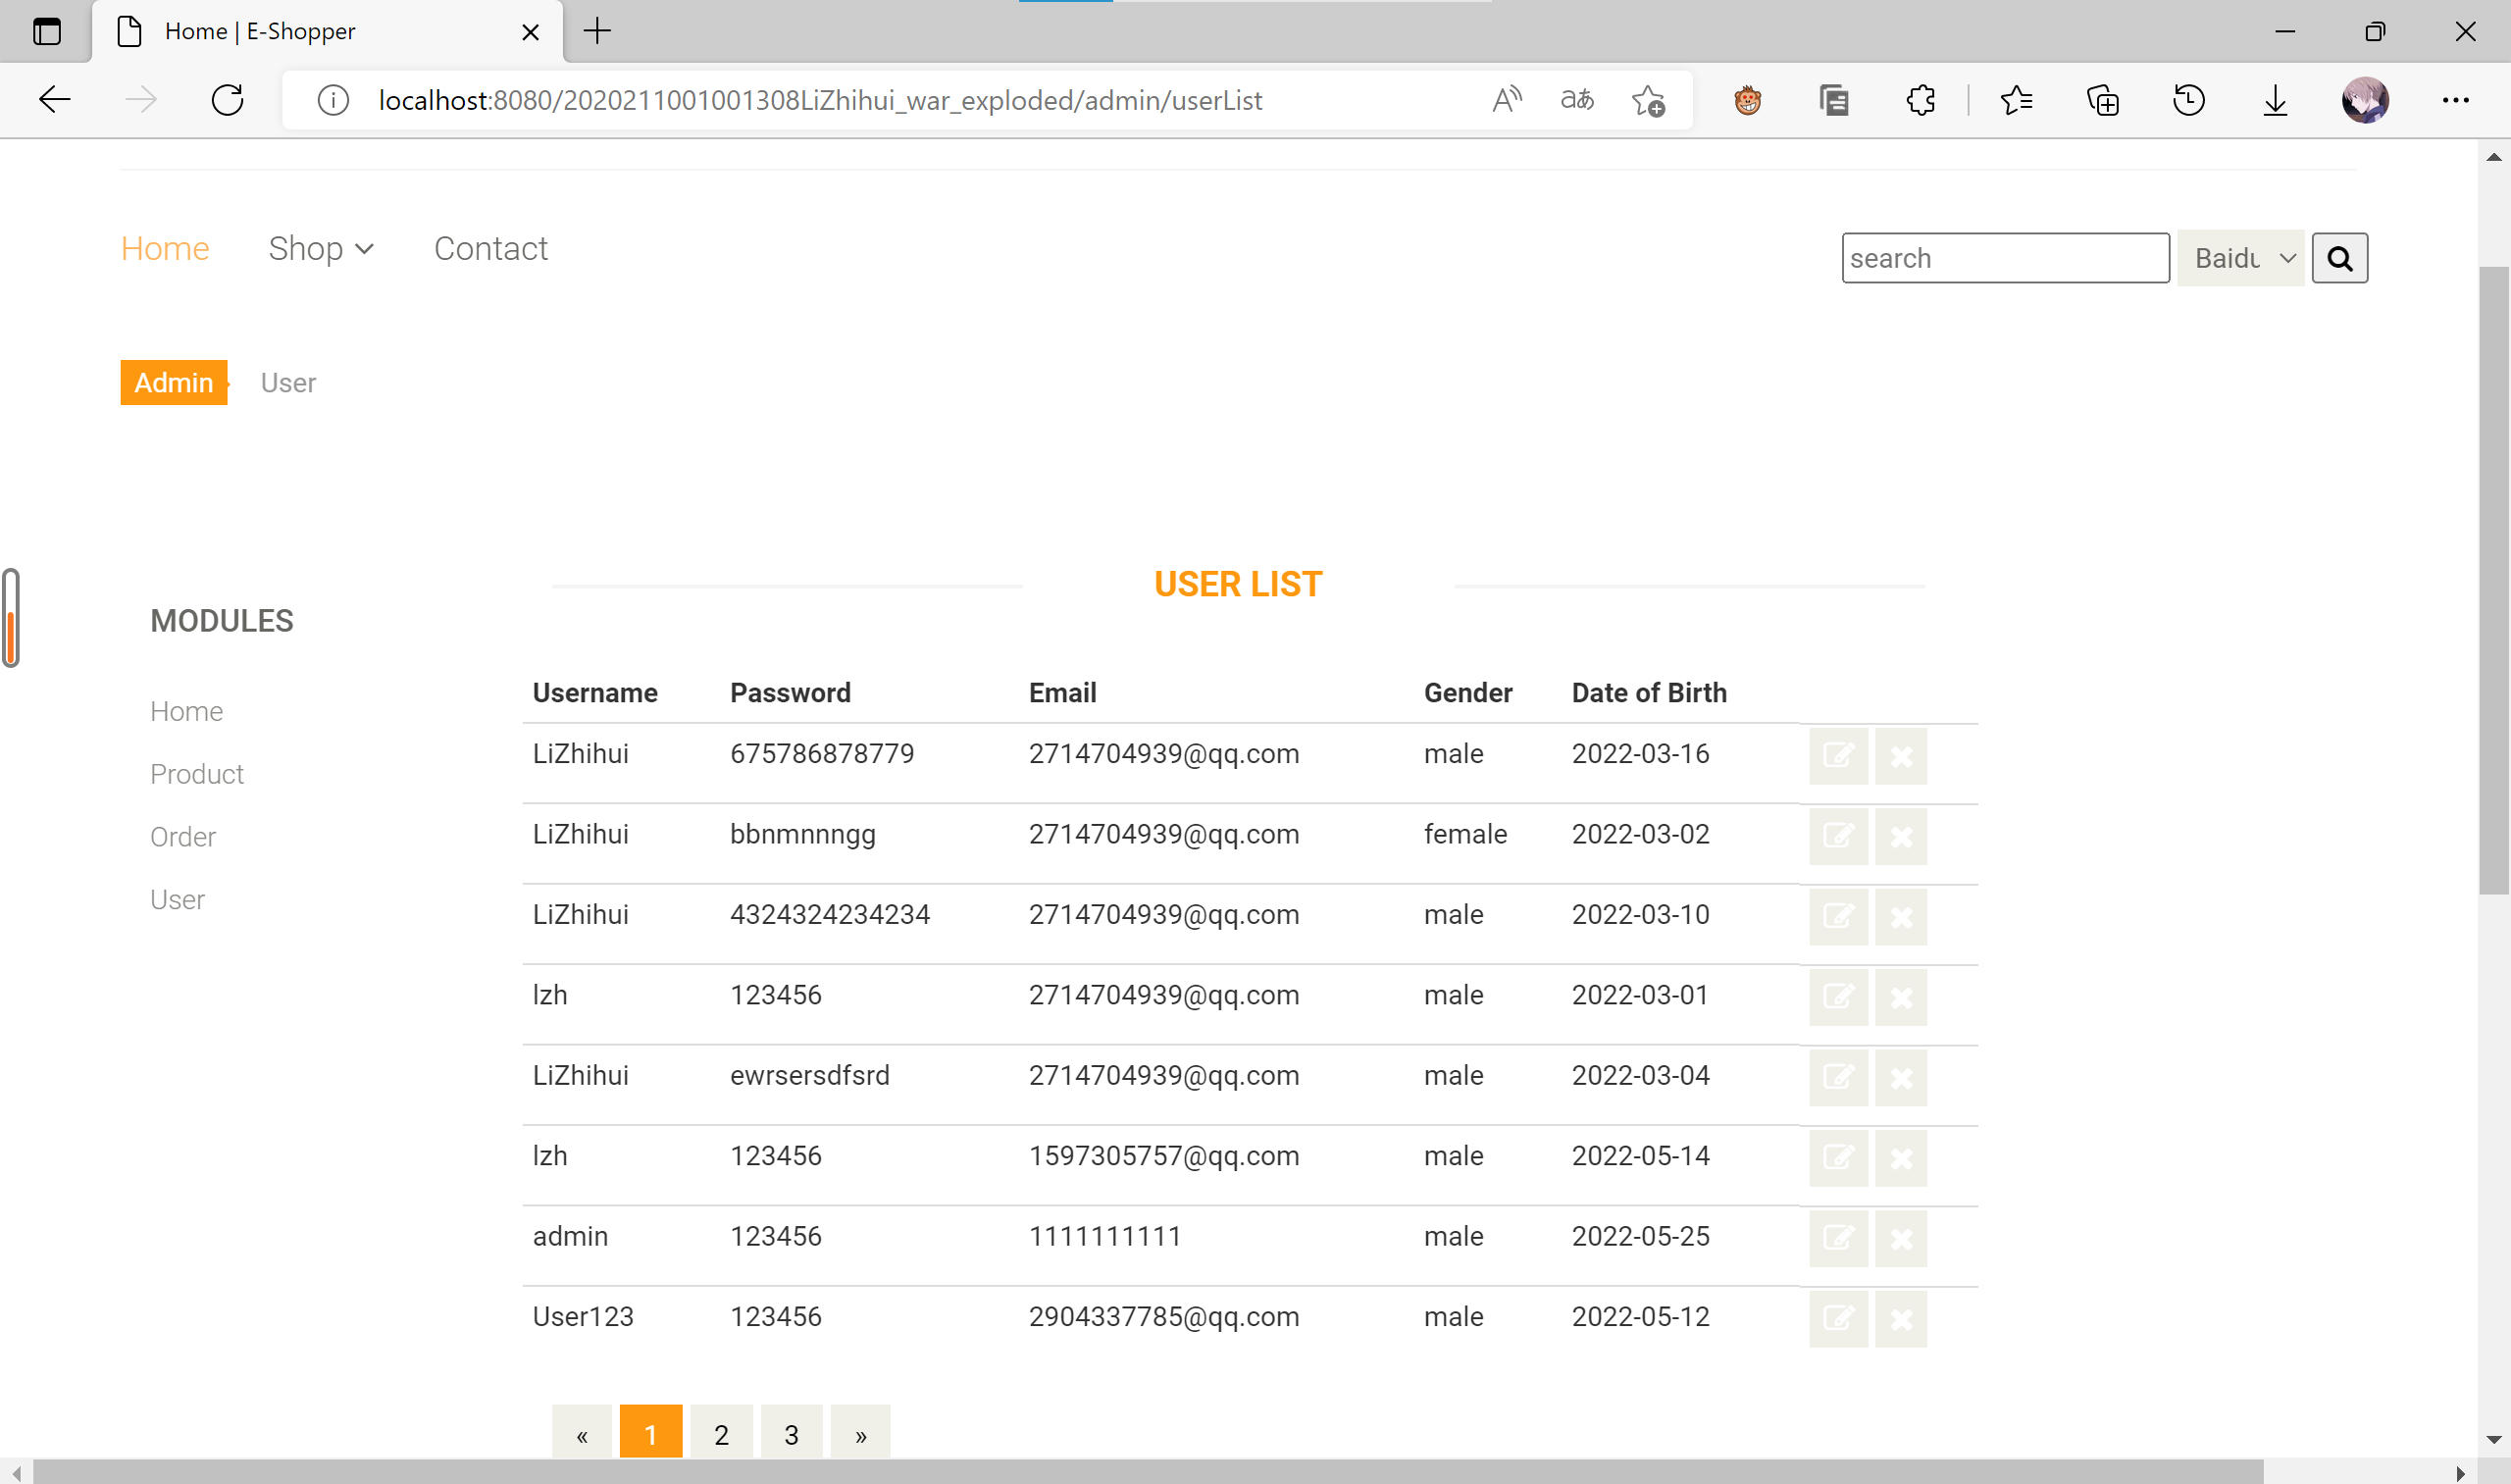 Home | E-Shopper
localhost:8080/2020211001001308LiZhihui_war_exploded/admin/userList
Home Shop Contact
search Baidu
Admin User
USER LIST
MODULES
Home
Product
Order
User
Username Password Email Gender Date of Birth
LiZhihui 675786878779 2714704939@qq.com male 2022-03-16
LiZhihui bbnmnnngg 2714704939@qq.com female 2022-03-02
LiZhihui 4324324234234 2714704939@qq.com male 2022-03-10
lzh 123456 2714704939@qq.com male 2022-03-01
LiZhihui ewrsersdfsrd 2714704939@qq.com male 2022-03-04
lzh 123456 1597305757@qq.com male 2022-05-14
admin 123456 1111111111 male 2022-05-25
User123 123456 2904337785@qq.com male 2022-05-12
« 1 2 3 »